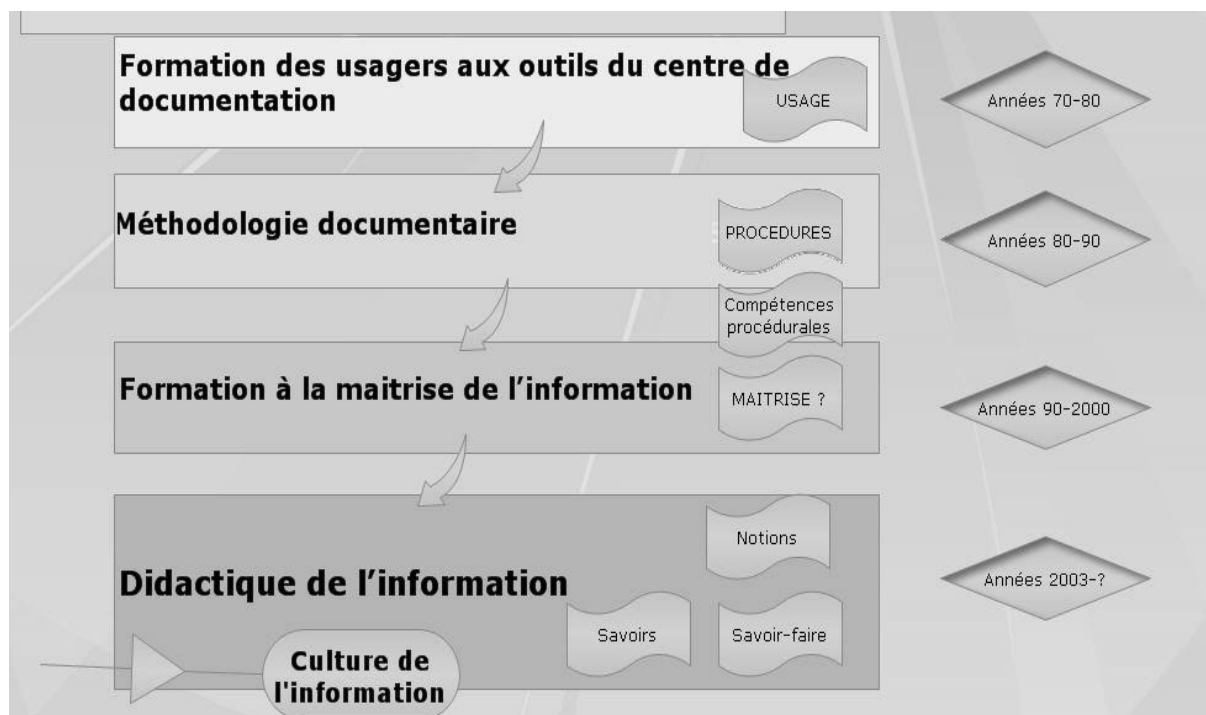 Formation des usagers aux outils du centre de
documentation
USAGE
Années 70-80
Méthodologie documentaire
PROCEDURES
Années 80-90
Compétences
procédurales
Formation à la maitrise de l'information
MAITRISE ?
Années 90-2000
Notions
Didactique de l'information
Années 2003-?
Savoirs
Savoir-faire
Culture de
l'information